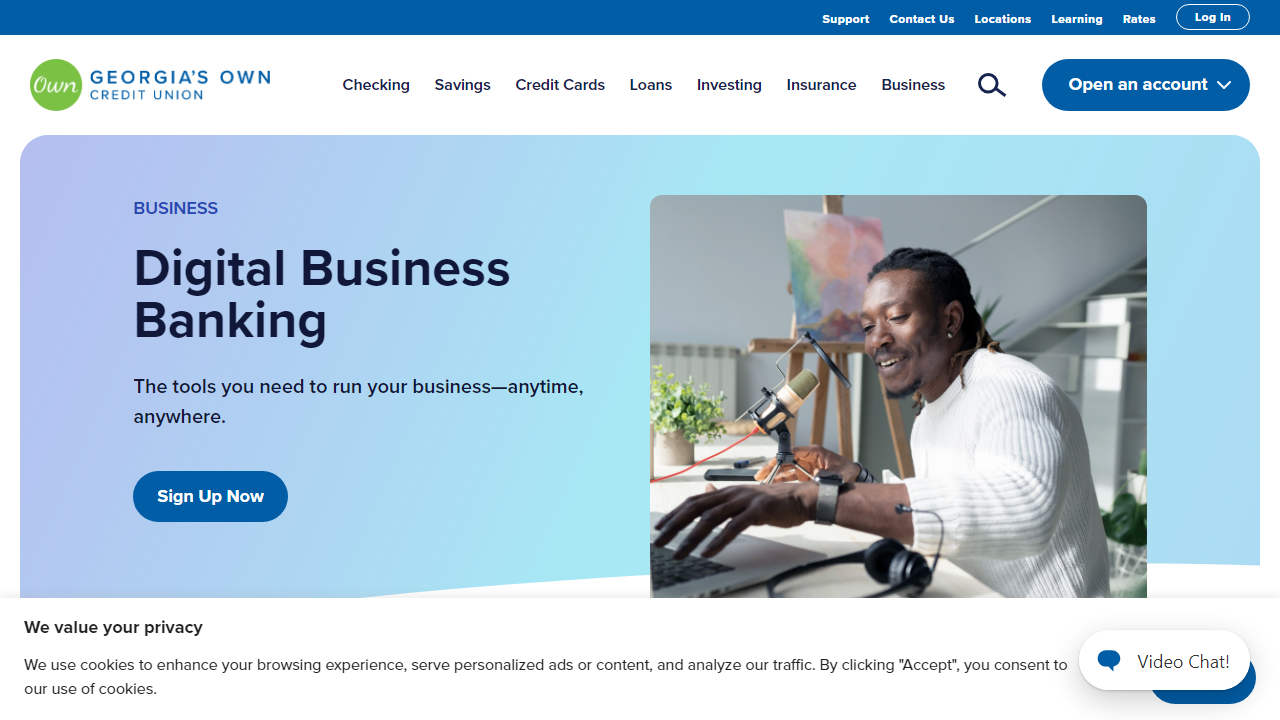 Support Contact Us Locations Learning Rates Log In
Own GEORGIA'S OWN
CREDIT UNION
Checking Savings Credit Cards Loans Investing Insurance Business
Open an account
BUSINESS
Digital Business
Banking
The tools you need to run your business—anytime,
anywhere.
Sign Up Now
We value your privacy
We use cookies to enhance your browsing experience, serve personalized ads or content, and analyze our traffic. By clicking "Accept", you consent to
our use of cookies.
Video Chat!